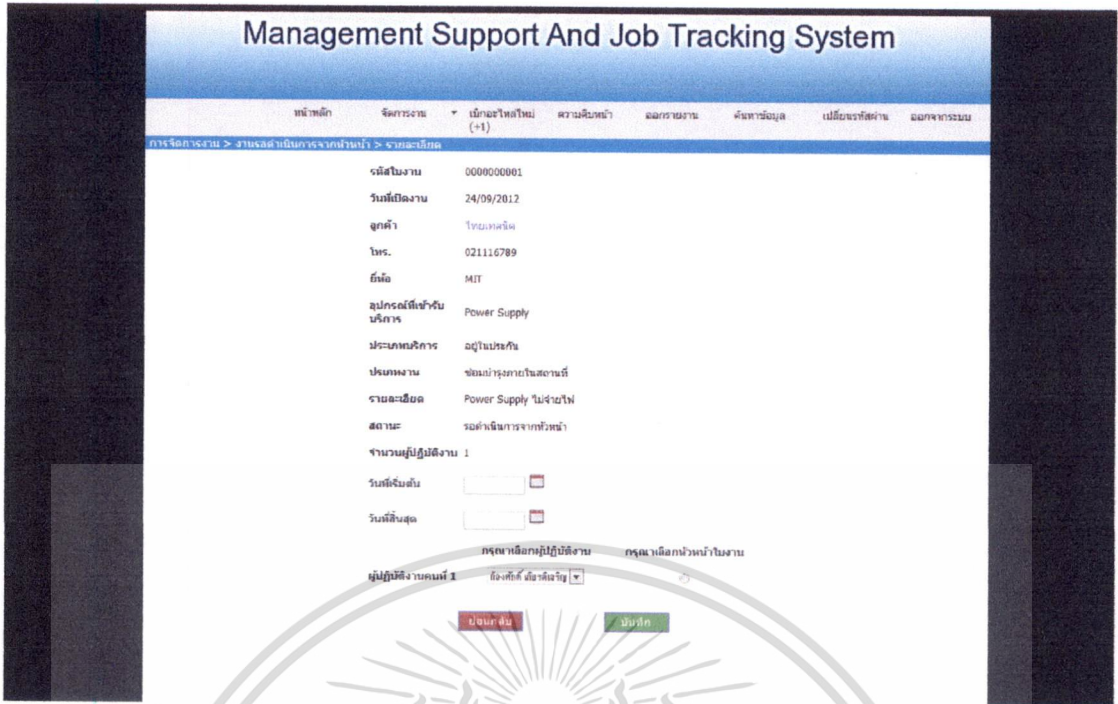 Management Support And Job Tracking System
หน้าหลัก จัดการงาน เบิกอะไหล่ใหม่ (+1) ความคืบหน้า ออกรายงาน ค้นหาข้อมูล เปลี่ยนรหัสผ่าน ออกจากระบบ
การจัดการงาน > งานรอดำเนินการจากหัวหน้า > รายละเอียด
รหัสใบงาน 0000000001
วันที่เปิดงาน 24/09/2012
ลูกค้า ไทยเทคนิค
โทร. 021116789
ยี่ห้อ MIT
อุปกรณ์ที่เข้ารับบริการ Power Supply
ประเภทบริการ อยู่ในประกัน
ประเภทงาน ซ่อมบำรุงภายในสถานที่
รายละเอียด Power Supply ไม่จ่ายไฟ
สถานะ รอดำเนินการจากหัวหน้า
จำนวนผู้ปฏิบัติงาน 1
วันที่เริ่มต้น
วันที่สิ้นสุด
กรุณาเลือกผู้ปฏิบัติงาน กรุณาเลือกหัวหน้าใบงาน
ผู้ปฏิบัติงานคนที่ 1
ย้อนกลับ บันทึก